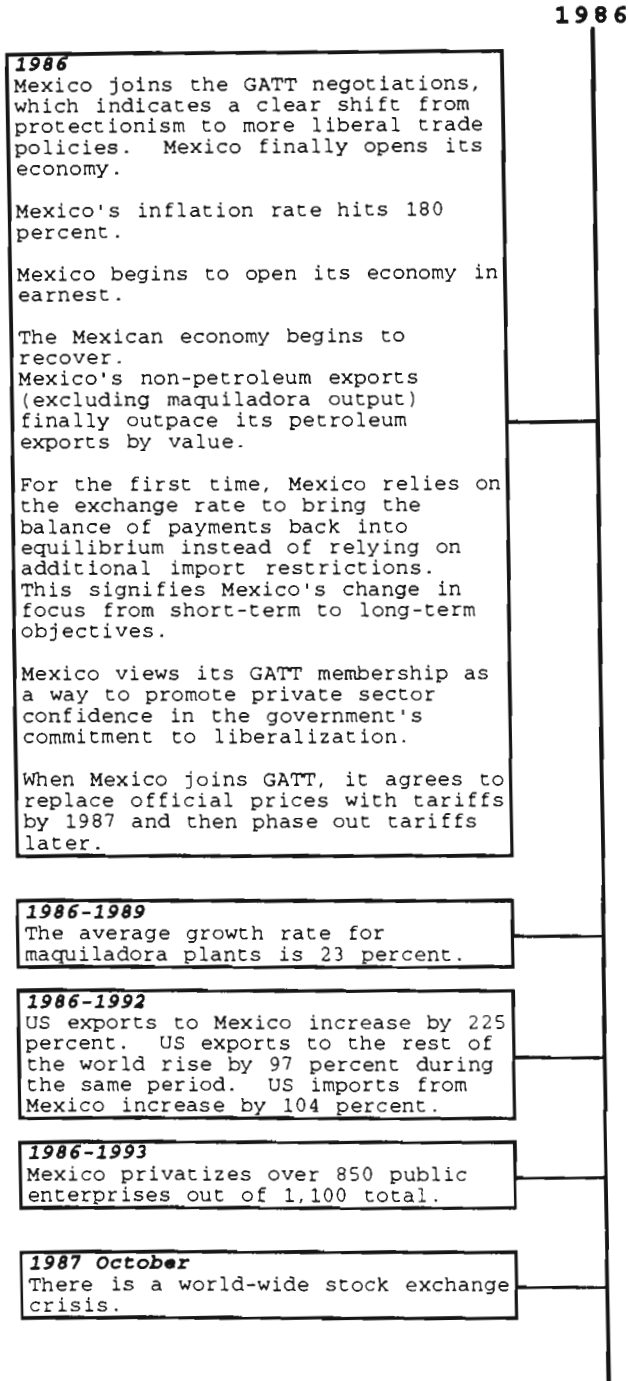 1986
1986
Mexico joins the GATT negotiations,
which indicates a clear shift from
protectionism to more liberal trade
policies.  Mexico finally opens its
economy.
Mexico's inflation rate hits 180
percent.
Mexico begins to open its economy in
earnest.
The Mexican economy begins to
recover.
Mexico's non-petroleum exports
(excluding maquiladora output)
finally outpace its petroleum
exports by value.
For the first time, Mexico relies on
the exchange rate to bring the
balance of payments back into
equilibrium instead of relying on
additional import restrictions.
This signifies Mexico's change in
focus from short-term to long-term
objectives.
Mexico views its GATT membership as
a way to promote private sector
confidence in the government's
commitment to liberalization.
When Mexico joins GATT, it agrees to
replace official prices with tariffs
by 1987 and then phase out tariffs
later.
1986-1989
The average growth rate for
maquiladora plants is 23 percent.
1986-1992
US exports to Mexico increase by 225
percent.  US exports to the rest of
the world rise by 97 percent during
the same period.  US imports from
Mexico increase by 104 percent.
1986-1993
Mexico privatizes over 850 public
enterprises out of 1,100 total.
1987 October
There is a world-wide stock exchange
crisis.